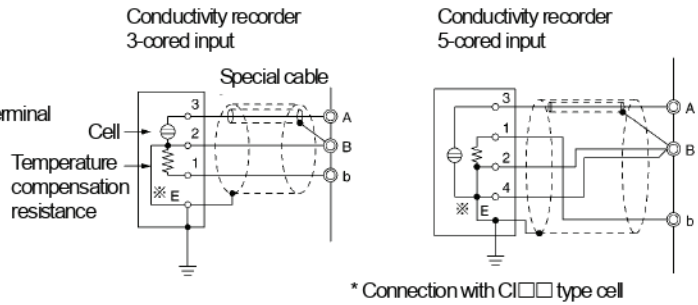 Conductivity recorder
3-cored input
Conductivity recorder
5-cored input
Special cable
erminal
Cell
Temperature
compensation
resistance
3
2
1
※ E
A
B
b
3
1
2
4
※ E
A
B
b
* Connection with CI□□ type cell